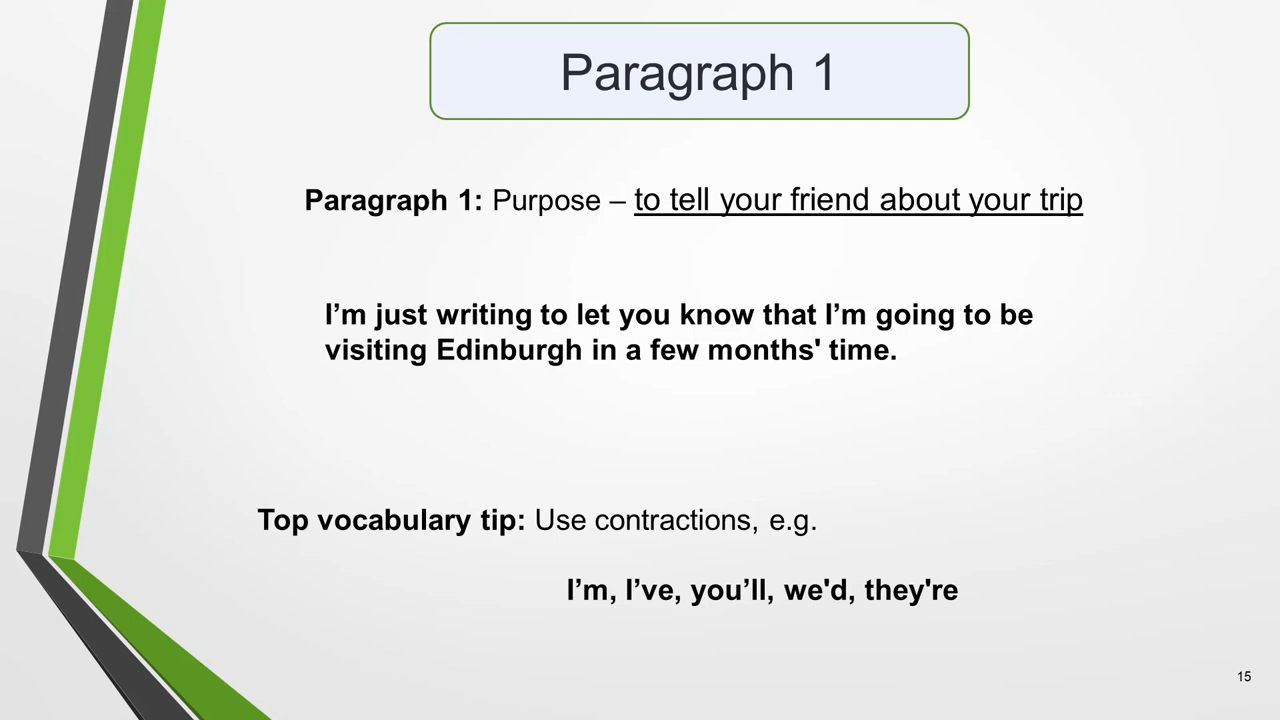 Paragraph 1
Paragraph 1: Purpose – to tell your friend about your trip
I’m just writing to let you know that I’m going to be
visiting Edinburgh in a few months' time.
Top vocabulary tip: Use contractions, e.g.
I’m, I’ve, you’ll, we'd, they're
15